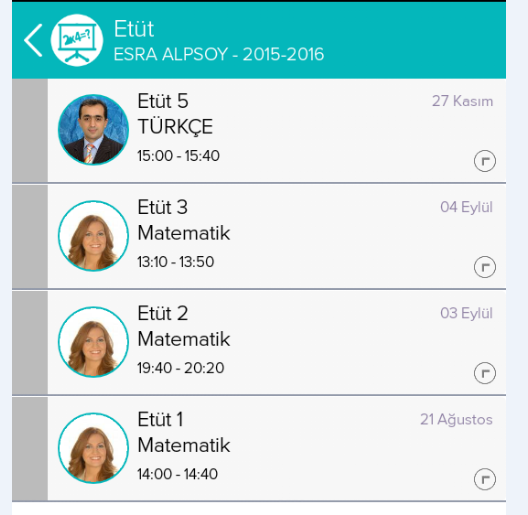 2x4=?
Etüt
ESRA ALPSOY - 2015-2016
Etüt 5
27 Kasım
TÜRKÇE
15:00 - 15:40
Etüt 3
04 Eylül
Matematik
13:10 - 13:50
Etüt 2
03 Eylül
Matematik
19:40 - 20:20
Etüt 1
21 Ağustos
Matematik
14:00 - 14:40